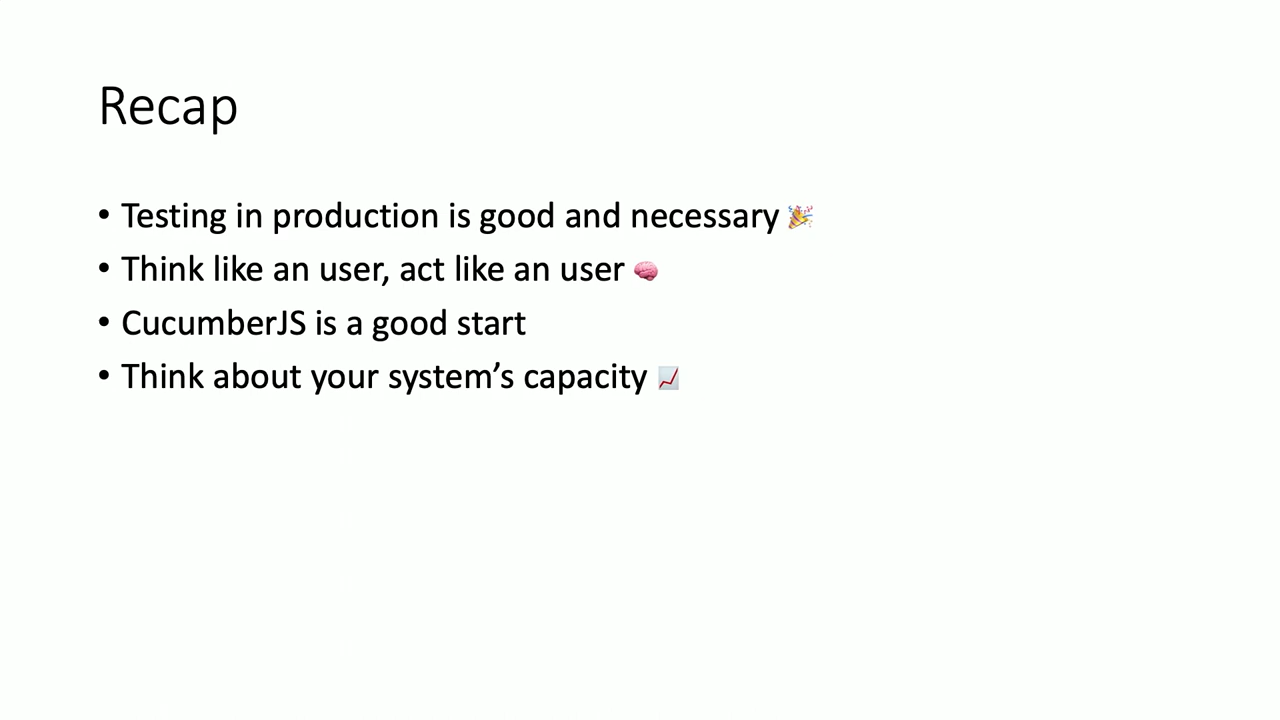 Recap
• Testing in production is good and necessary 🎉
• Think like an user, act like an user 🧠
• CucumberJS is a good start
• Think about your system’s capacity 📈